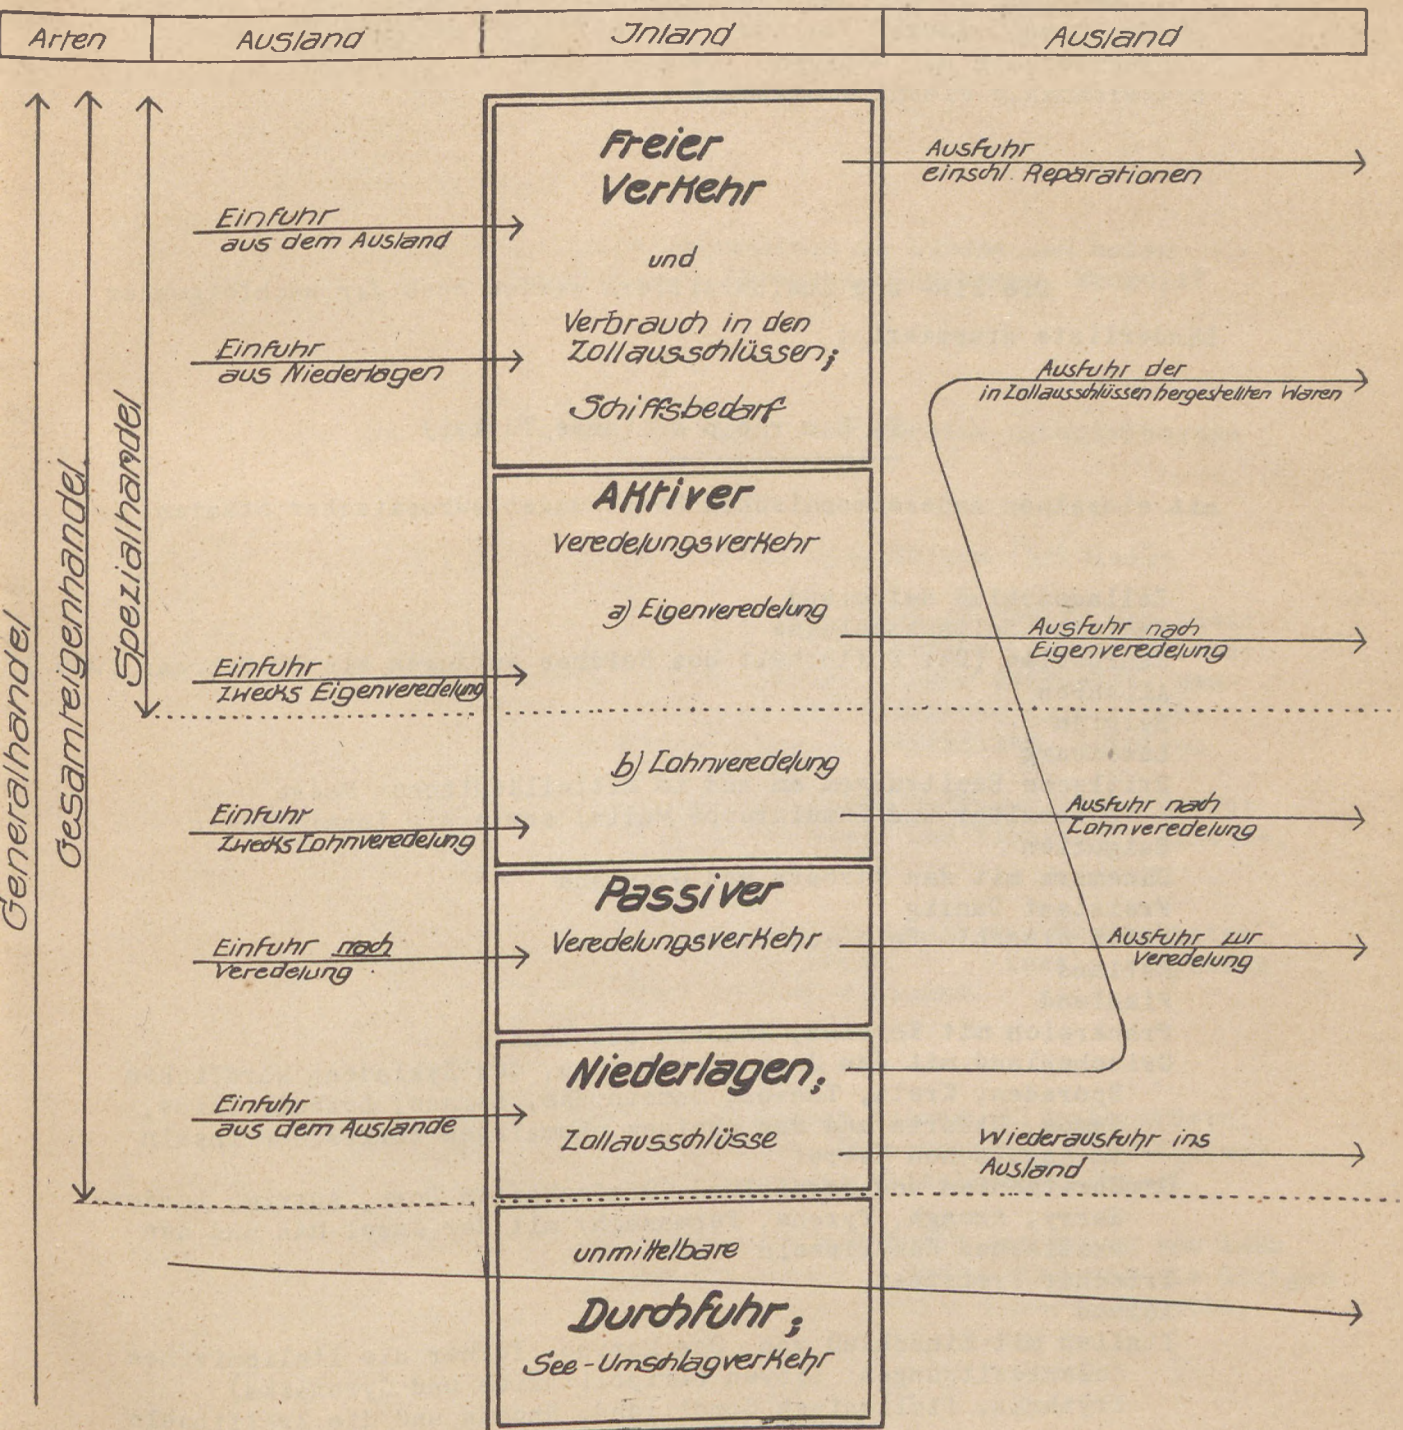 Arten
Ausland
Inland
Ausland
Generalhandel
Gesamteigenhandel
Spezialhandel
Einfuhr
aus dem Ausland
Einfuhr
aus Niederlagen
Einfuhr
zwecks Eigenveredelung
Einfuhr
zwecks Lohnveredelung
Einfuhr nach
Veredelung
Einfuhr
aus dem Auslande
Freier
Verkehr
und
Verbrauch in den
Zollausschlüssen;
Schiffsbedarf
Aktiver
Veredelungsverkehr
a) Eigenveredelung
b) Lohnveredelung
Passiver
Veredelungsverkehr
Niederlagen;
Zollausschlüsse
unmittelbare
Durchfuhr;
See-Umschlagverkehr
Ausfuhr
einschl. Reparationen
Ausfuhr der
in Zollausschlüssen hergestellten Waren
Ausfuhr nach
Eigenveredelung
Ausfuhr nach
Lohnveredelung
Ausfuhr zur
Veredelung
Wiederausfuhr ins
Ausland